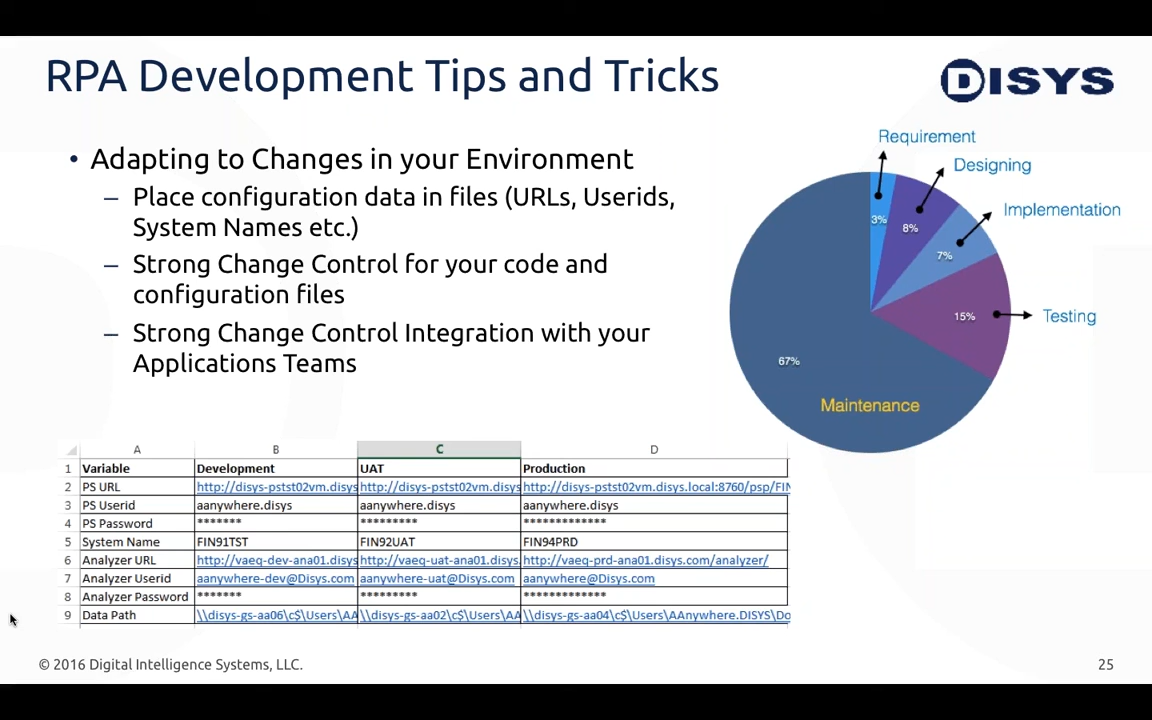 RPA Development Tips and Tricks
DISYS
• Adapting to Changes in your Environment
– Place configuration data in files (URLs, Userids,
System Names etc.)
– Strong Change Control for your code and
configuration files
– Strong Change Control Integration with your
Applications Teams
Requirement
Designing
Implementation
Testing
Maintenance
3%
8%
7%
15%
67%
A B C D
1 Variable Development UAT Production
2 PS URL http://disys-pstst02vm.disys http://disys-pstst02vm.disys http://disys-pstst02vm.disys.local:8760/psp/FIN
3 PS Userid aanywhere.disys aanywhere.disys aanywhere.disys
4 PS Password ******* ********* *************
5 System Name FIN91TST FIN92UAT FIN94PRD
6 Analyzer URL http://vaeq-dev-ana01.disys http://vaeq-uat-ana01.disys. http://vaeq-prd-ana01.disys.com/analyzer/
7 Analyzer Userid aanywhere-dev@Disys.com aanywhere-uat@Disys.com aanywhere@Disys.com
8 Analyzer Password ******* ********* *************
9 Data Path \\disys-gs-aa06\c$\Users\AA \\disys-gs-aa02\c$\Users\AA \\disys-gs-aa04\c$\Users\AAnywhere.DISYS\Do
© 2016 Digital Intelligence Systems, LLC.
25